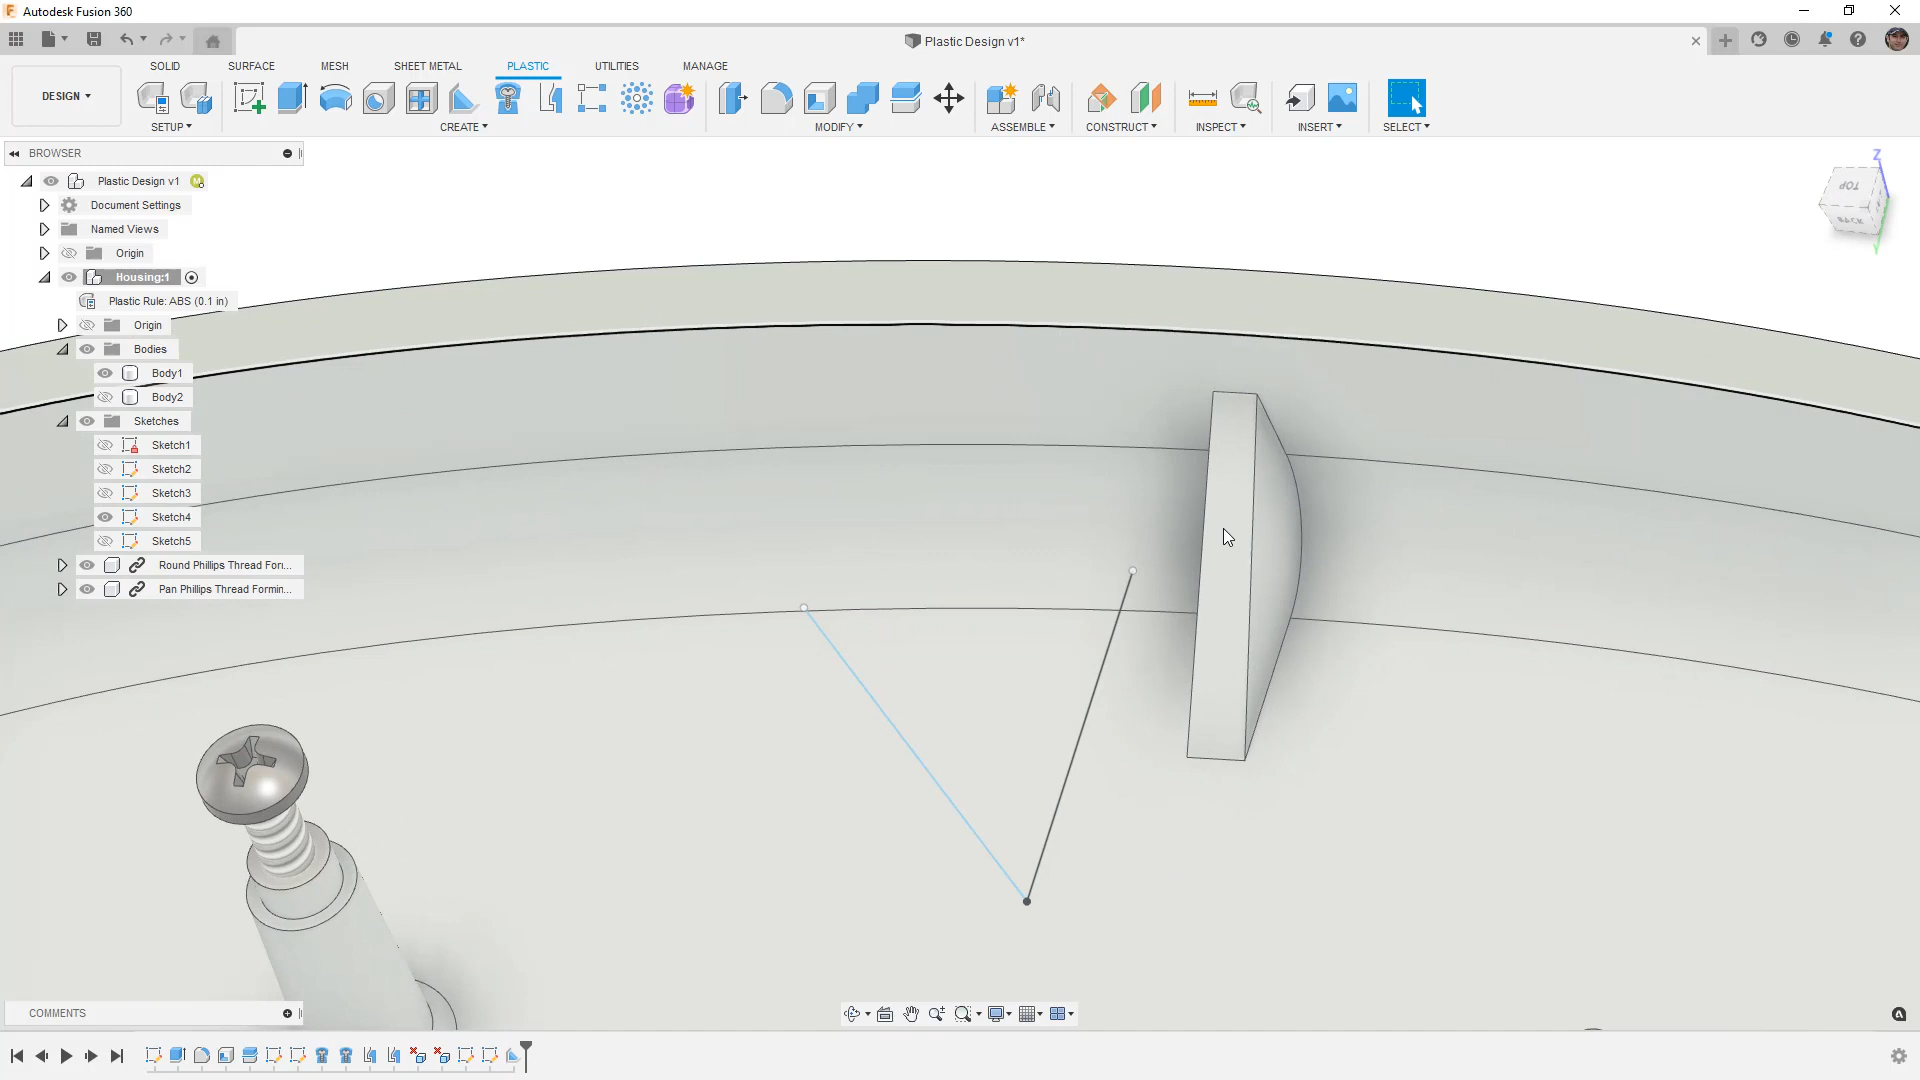 Autodesk Fusion 360
Plastic Design v1*
SOLID SURFACE MESH SHEET METAL PLASTIC UTILITIES MANAGE
DESIGN
SETUP CREATE MODIFY ASSEMBLE CONSTRUCT INSPECT INSERT SELECT
BROWSER
Plastic Design v1
Document Settings
Named Views
Origin
Housing:1
Plastic Rule: ABS (0.1 in)
Origin
Bodies
Body1
Body2
Sketches
Sketch1
Sketch2
Sketch3
Sketch4
Sketch5
Round Phillips Thread Forr...
Pan Phillips Thread Formin...
Z
TOP
BACK
Y
COMMENTS